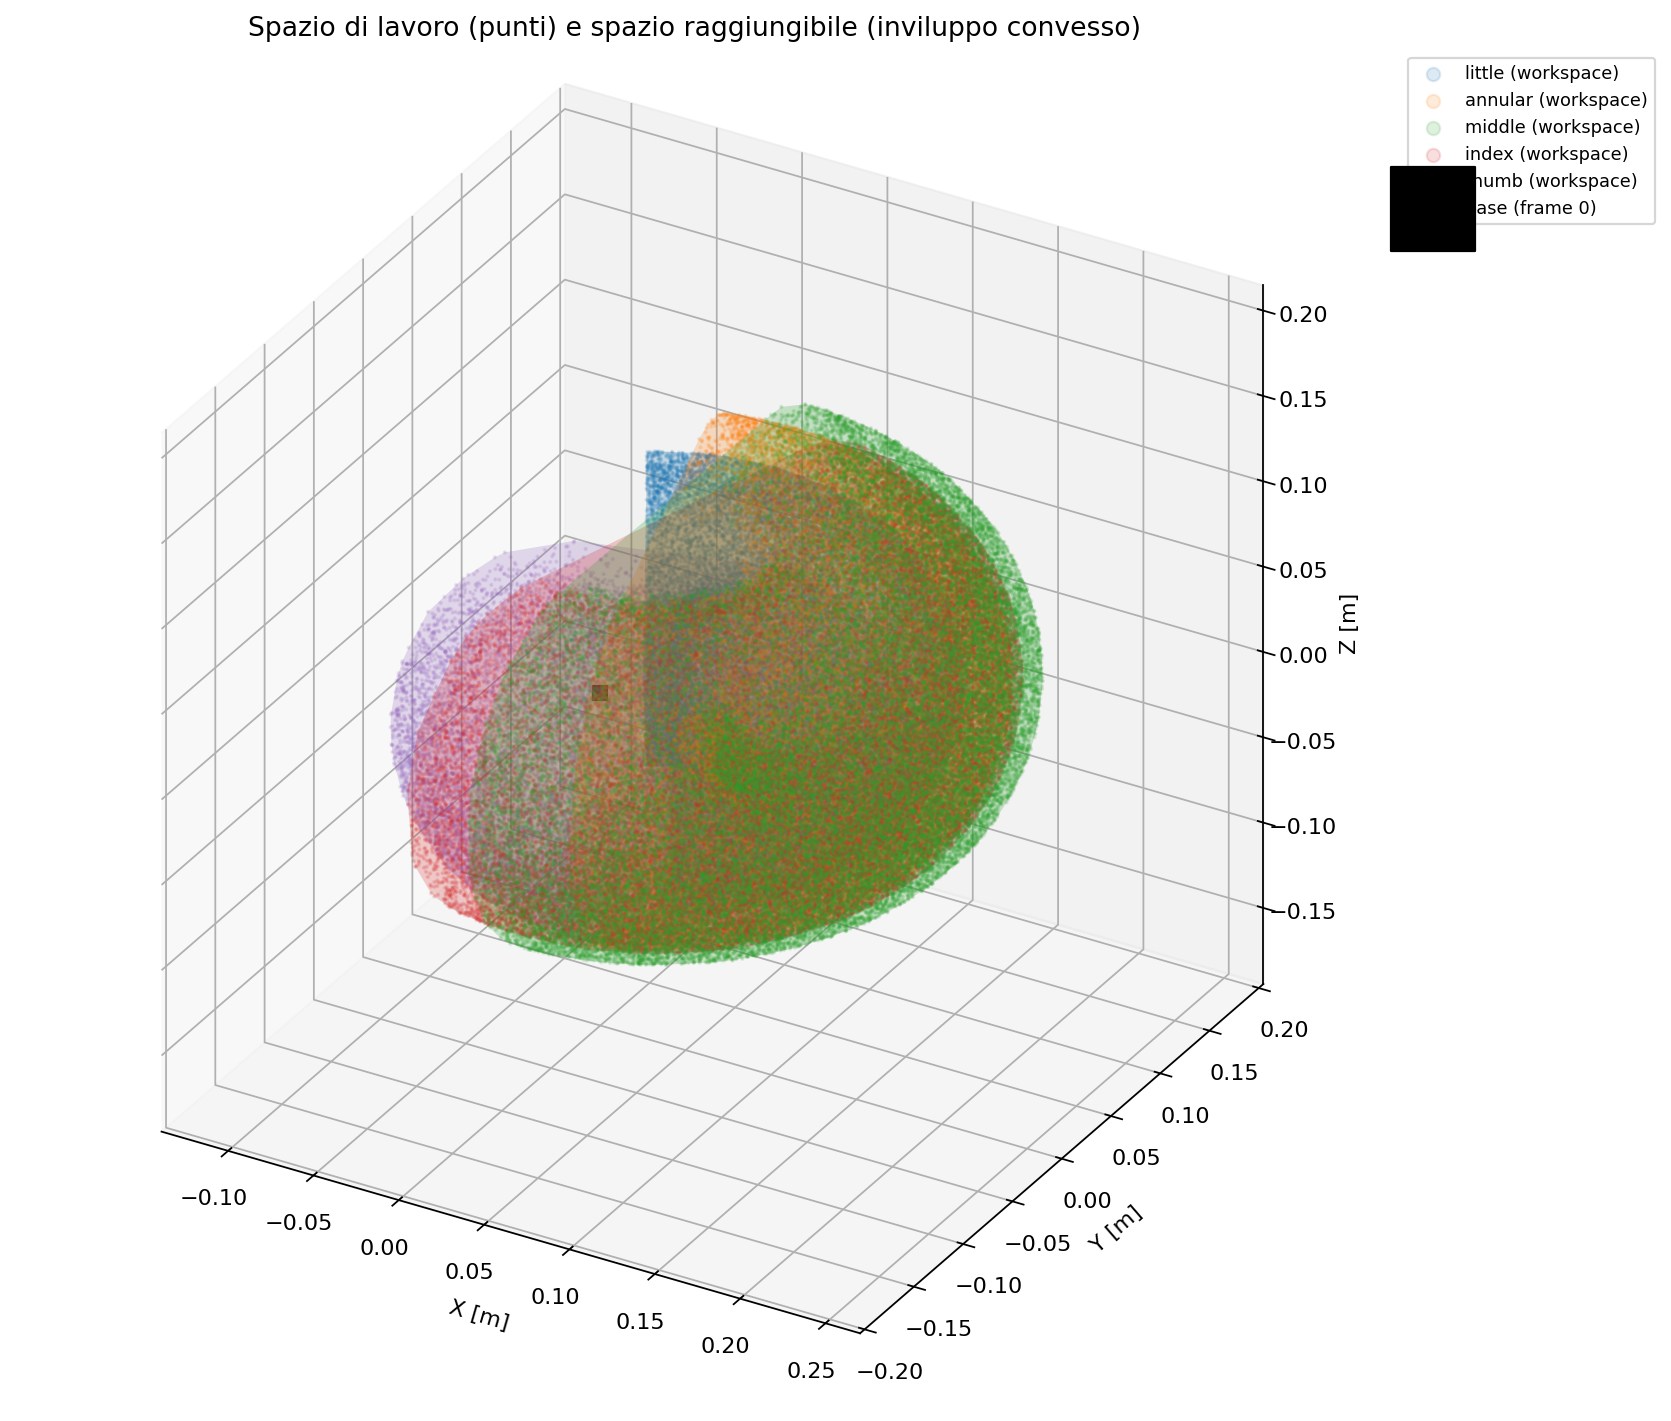 Spazio di lavoro (punti) e spazio raggiungibile (inviluppo convesso)
little (workspace)
annular (workspace)
middle (workspace)
index (workspace)
humb (workspace)
ase (frame 0)
0.20
0.15
0.10
0.05
0.00
−0.05
−0.10
−0.15
Z [m]
0.20
0.15
0.10
0.05
0.00
−0.05
−0.10
−0.15
−0.20
Y [m]
−0.10
−0.05
0.00
0.05
0.10
0.15
0.20
0.25
X [m]